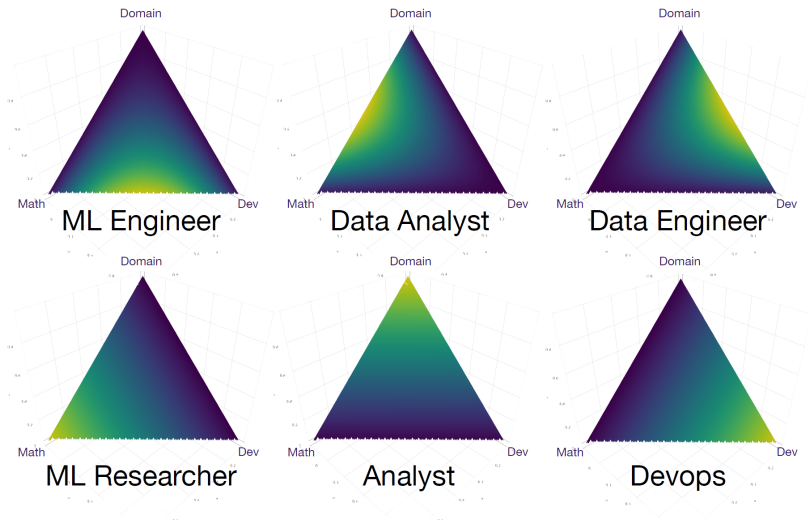 Domain
Domain
Domain
Math
Dev
Math
Dev
Math
Dev
ML Engineer
Data Analyst
Data Engineer
Domain
Domain
Domain
Math
Dev
Math
Dev
Math
Dev
ML Researcher
Analyst
Devops